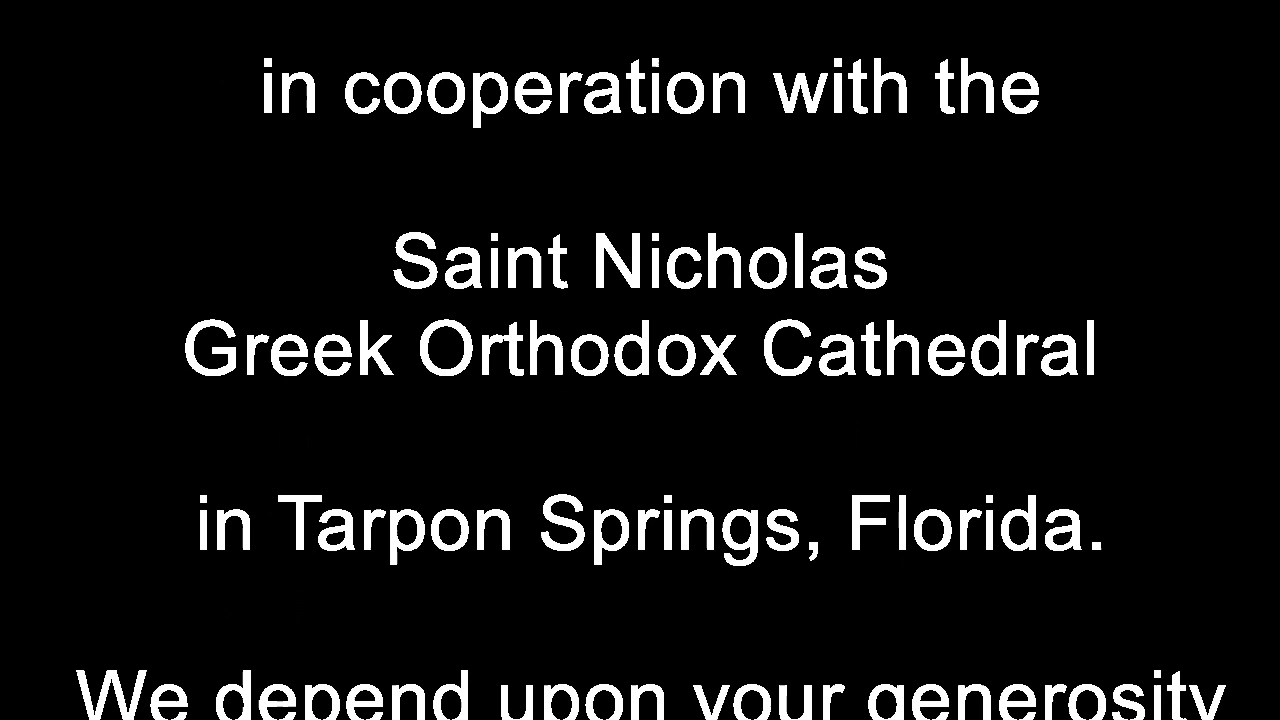 in cooperation with the
Saint Nicholas
Greek Orthodox Cathedral
in Tarpon Springs, Florida.
We depend upon your generosity